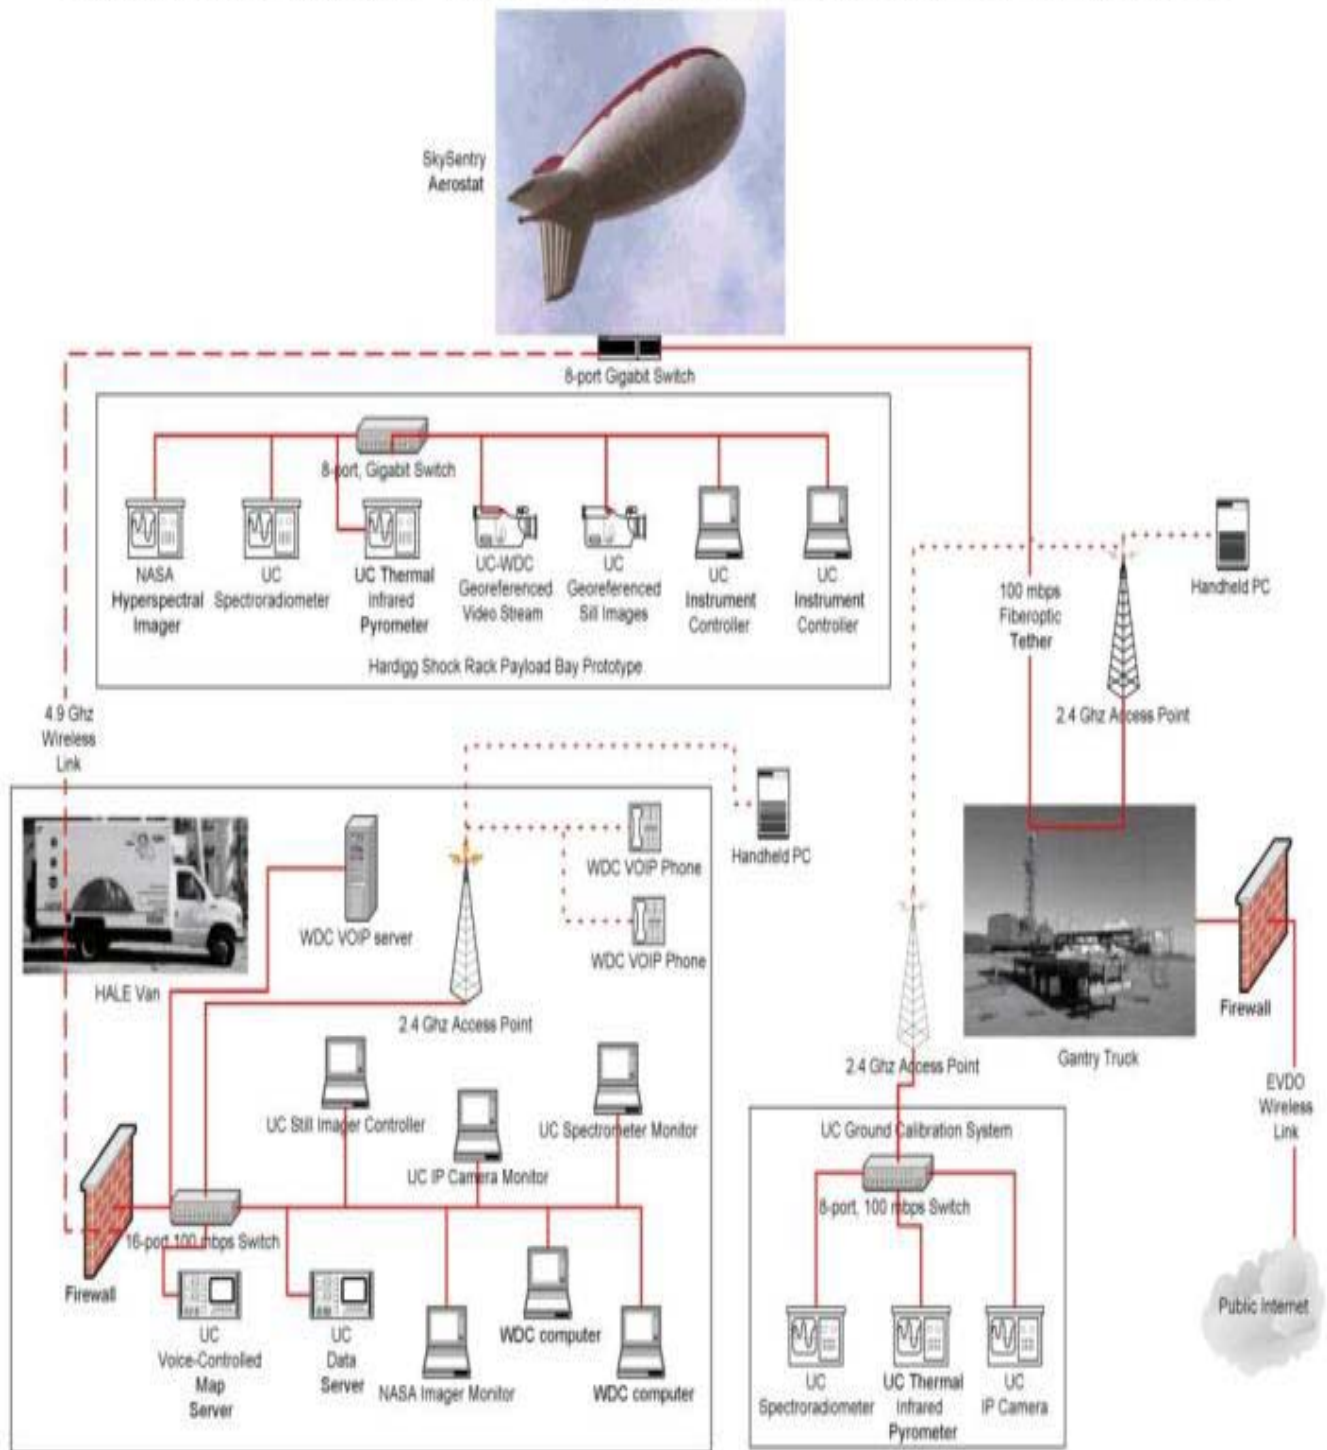 SkySentry
Aerostat
8-port Gigabit Switch
8-port, Gigabit Switch
NASA
Hyperspectral
Imager
UC
Spectroradiometer
UC Thermal
Infrared
Pyrometer
UC-WDC
Georeferenced
Video Stream
UC
Georeferenced
Sill Images
UC
Instrument
Controller
UC
Instrument
Controller
Hardigg Shock Rack Payload Bay Prototype
100 mbps
Fiberoptic
Tether
Handheld PC
2.4 Ghz Access Point
4.9 Ghz
Wireless
Link
HALE Van
WDC VOIP server
2.4 Ghz Access Point
WDC VOIP Phone
WDC VOIP Phone
Handheld PC
UC Still Imager Controller
UC IP Camera Monitor
UC Spectrometer Monitor
Firewall
16-port 100 mbps Switch
UC
Voice-Controlled
Map
Server
UC
Data
Server
NASA Imager Monitor
WDC computer
WDC computer
2.4 Ghz Access Point
Gantry Truck
Firewall
EVDO
Wireless
Link
Public Internet
UC Ground Calibration System
8-port, 100 mbps Switch
UC
Spectroradiometer
UC Thermal
Infrared
Pyrometer
UC
IP Camera